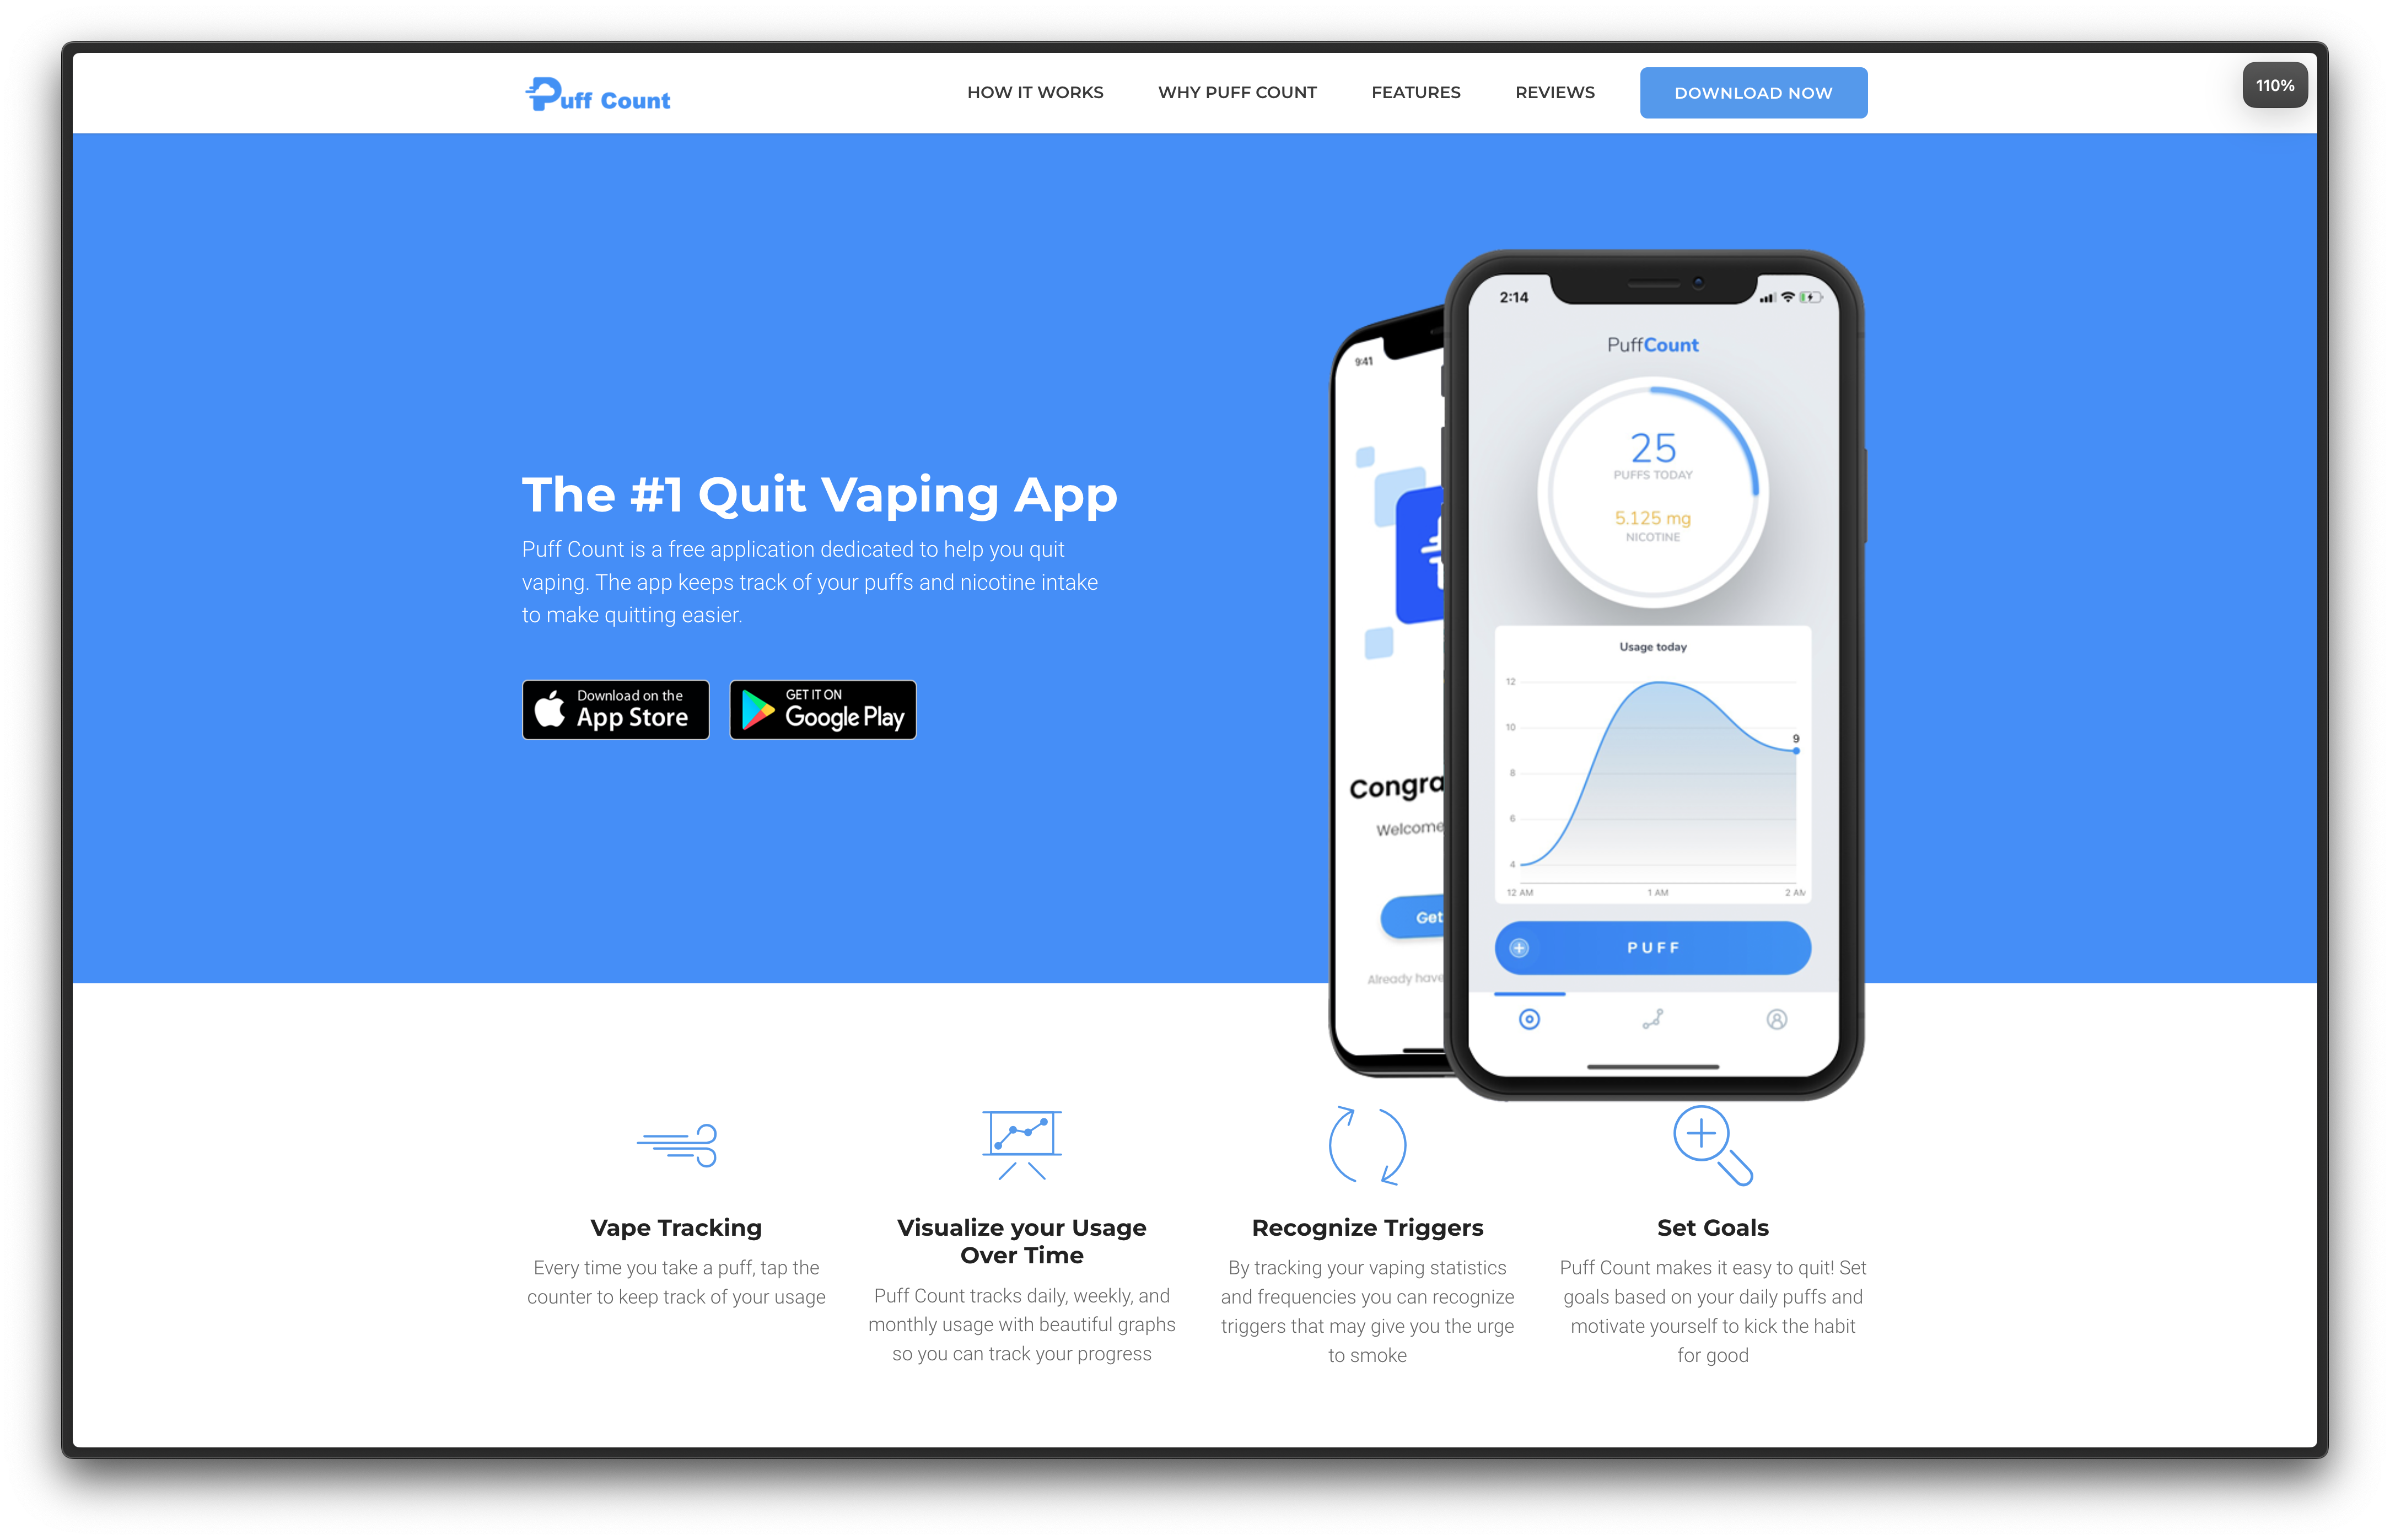 Puff Count
HOW IT WORKS
WHY PUFF COUNT
FEATURES
REVIEWS
DOWNLOAD NOW
110%
The #1 Quit Vaping App
Puff Count is a free application dedicated to help you quit
vaping. The app keeps track of your puffs and nicotine intake
to make quitting easier.
Download on the
App Store
GET IT ON
Google Play
9:41
Congra
Welcome
Get
Already have
2:14
PuffCount
25
PUFFS TODAY
5.125 mg
NICOTINE
Usage today
12
10
9
8
6
4
12 AM
1 AM
2 AM
PUFF
Vape Tracking
Every time you take a puff, tap the
counter to keep track of your usage
Visualize your Usage
Over Time
Puff Count tracks daily, weekly, and
monthly usage with beautiful graphs
so you can track your progress
Recognize Triggers
By tracking your vaping statistics
and frequencies you can recognize
triggers that may give you the urge
to smoke
Set Goals
Puff Count makes it easy to quit! Set
goals based on your daily puffs and
motivate yourself to kick the habit
for good